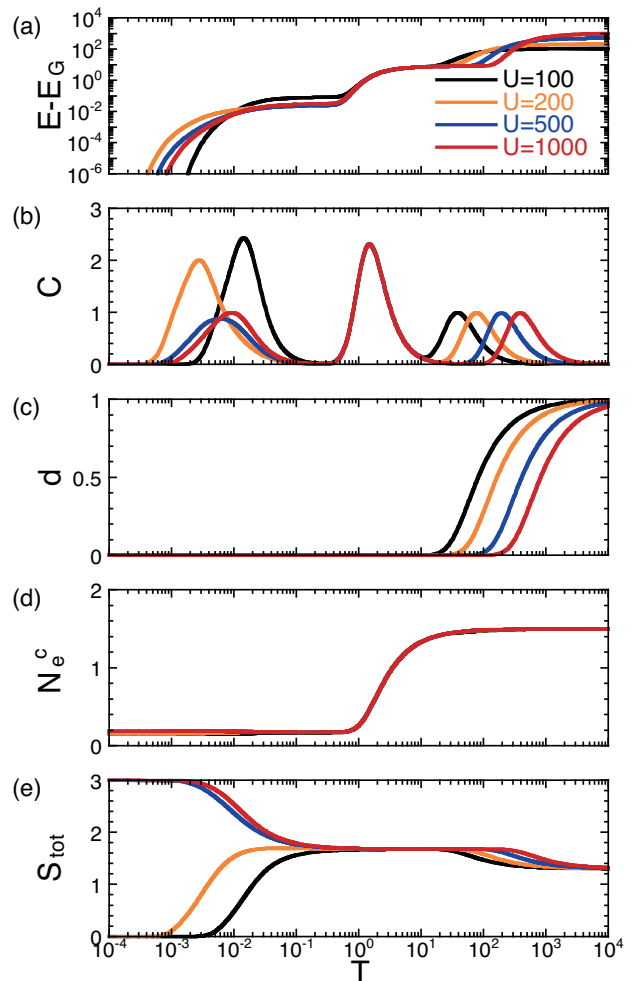 (a)
10^4
10^2
10^0
10^-2
10^-4
10^-6
E-E_G
U=100
U=200
U=500
U=1000
(b)
3
2
1
0
C
(c)
1
0.5
0
d
(d)
2
1
0
N_e^c
(e)
3
2
1
0
S_tot
10^-4 10^-3 10^-2 10^-1 10^0 10^1 10^2 10^3 10^4
T